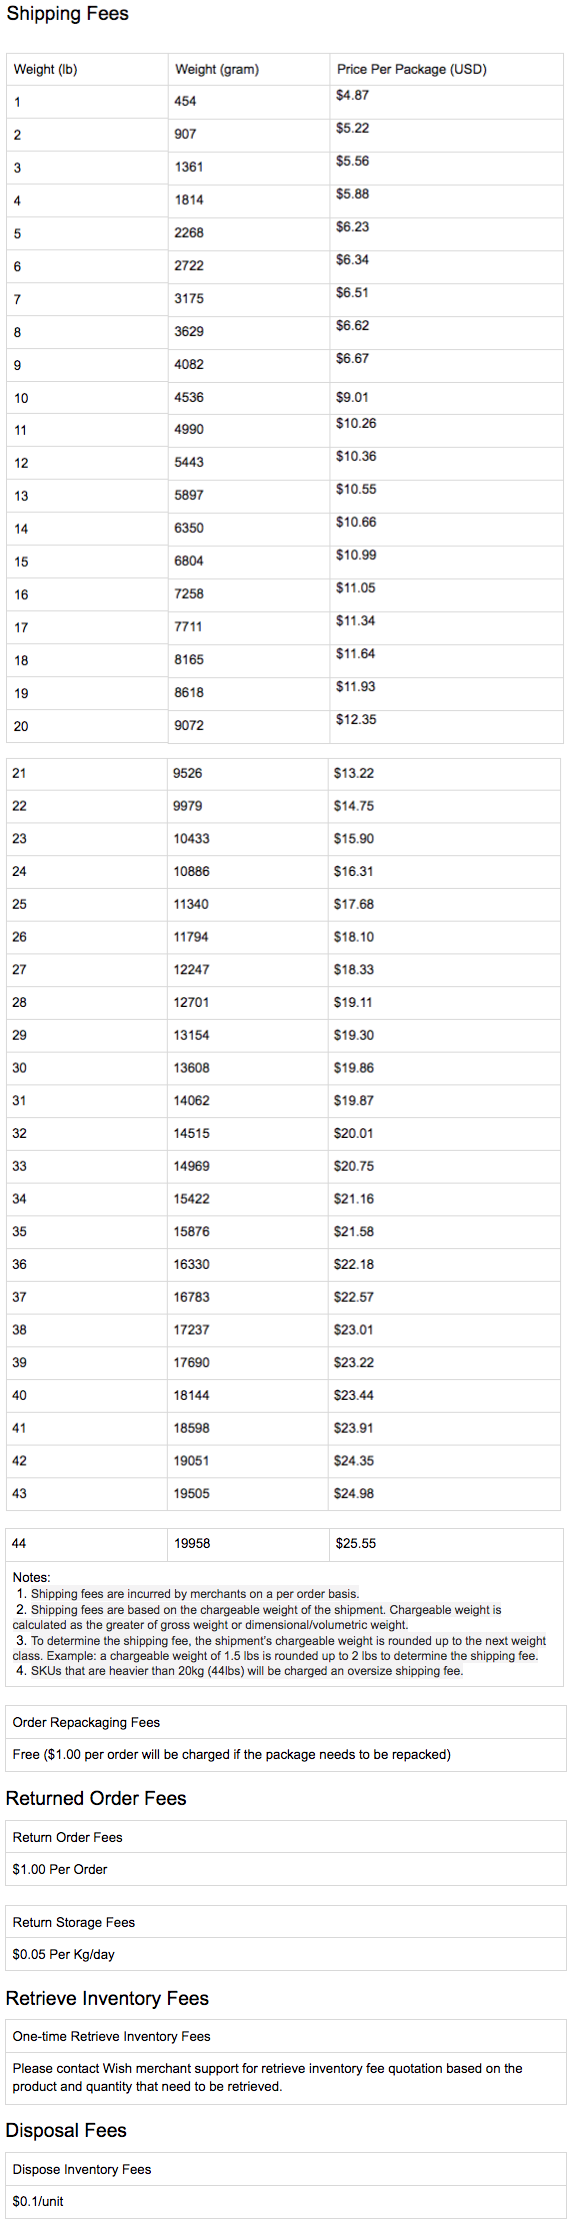 Shipping Fees
Weight (lb) Weight (gram) Price Per Package (USD)
1 454 $4.87
2 907 $5.22
3 1361 $5.56
4 1814 $5.88
5 2268 $6.23
6 2722 $6.34
7 3175 $6.51
8 3629 $6.62
9 4082 $6.67
10 4536 $9.01
11 4990 $10.26
12 5443 $10.36
13 5897 $10.55
14 6350 $10.66
15 6804 $10.99
16 7258 $11.05
17 7711 $11.34
18 8165 $11.64
19 8618 $11.93
20 9072 $12.35
21 9526 $13.22
22 9979 $14.75
23 10433 $15.90
24 10886 $16.31
25 11340 $17.68
26 11794 $18.10
27 12247 $18.33
28 12701 $19.11
29 13154 $19.30
30 13608 $19.86
31 14062 $19.87
32 14515 $20.01
33 14969 $20.75
34 15422 $21.16
35 15876 $21.58
36 16330 $22.18
37 16783 $22.57
38 17237 $23.01
39 17690 $23.22
40 18144 $23.44
41 18598 $23.91
42 19051 $24.35
43 19505 $24.98
44 19958 $25.55
Notes:
1. Shipping fees are incurred by merchants on a per order basis.
2. Shipping fees are based on the chargeable weight of the shipment. Chargeable weight is
calculated as the greater of gross weight or dimensional/volumetric weight.
3. To determine the shipping fee, the shipment's chargeable weight is rounded up to the next weight
class. Example: a chargeable weight of 1.5 lbs is rounded up to 2 lbs to determine the shipping fee.
4. SKUs that are heavier than 20kg (44lbs) will be charged an oversize shipping fee.
Order Repackaging Fees
Free ($1.00 per order will be charged if the package needs to be repacked)
Returned Order Fees
Return Order Fees
$1.00 Per Order
Return Storage Fees
$0.05 Per Kg/day
Retrieve Inventory Fees
One-time Retrieve Inventory Fees
Please contact Wish merchant support for retrieve inventory fee quotation based on the
product and quantity that need to be retrieved.
Disposal Fees
Dispose Inventory Fees
$0.1/unit